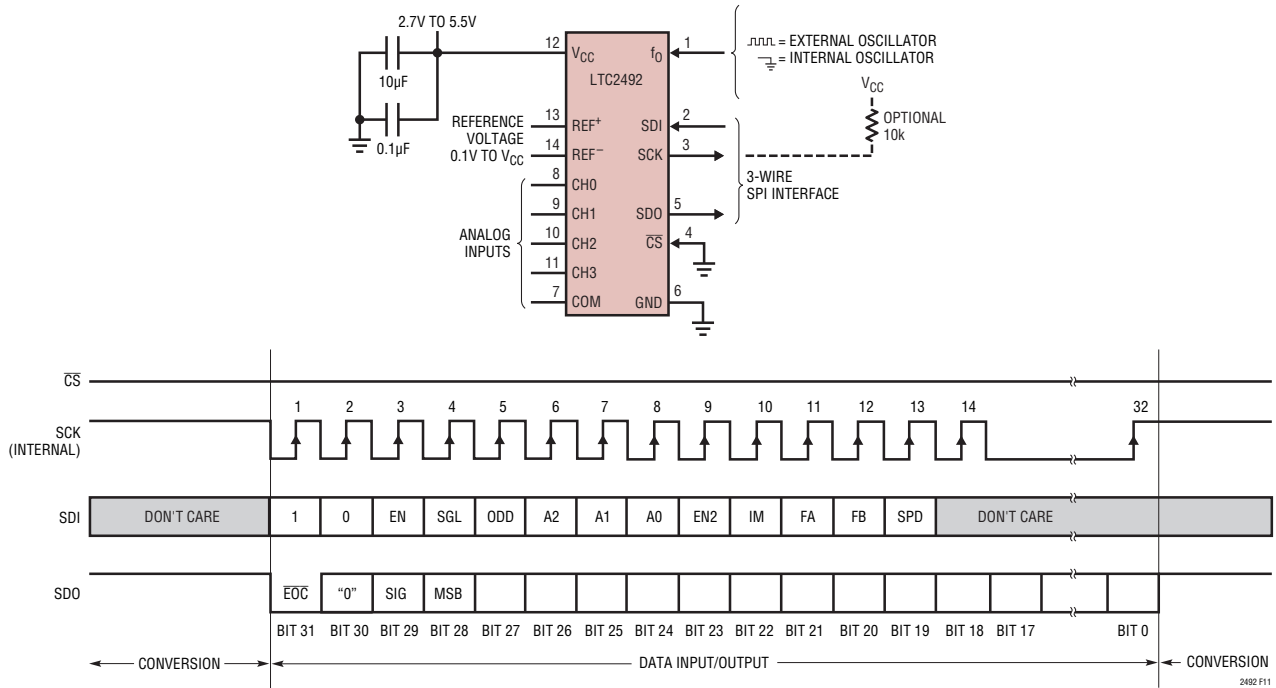 2.7V TO 5.5V
12
VCC
10µF
0.1µF
LTC2492
fO
1
= EXTERNAL OSCILLATOR
= INTERNAL OSCILLATOR
VCC
OPTIONAL
10k
REFERENCE
VOLTAGE
0.1V TO VCC
13
REF+
14
REF−
SDI
2
SCK
3
3-WIRE
SPI INTERFACE
ANALOG
INPUTS
8
CH0
9
CH1
10
CH2
11
CH3
7
COM
SDO
5
CS
4
GND
6
CS
SCK
(INTERNAL)
1 2 3 4 5 6 7 8 9 10 11 12 13 14 32
SDI
DON'T CARE 1 0 EN SGL ODD A2 A1 A0 EN2 IM FA FB SPD DON'T CARE
SDO
EOC "0" SIG MSB
BIT 31 BIT 30 BIT 29 BIT 28 BIT 27 BIT 26 BIT 25 BIT 24 BIT 23 BIT 22 BIT 21 BIT 20 BIT 19 BIT 18 BIT 17 BIT 0
CONVERSION DATA INPUT/OUTPUT CONVERSION
2492 F11